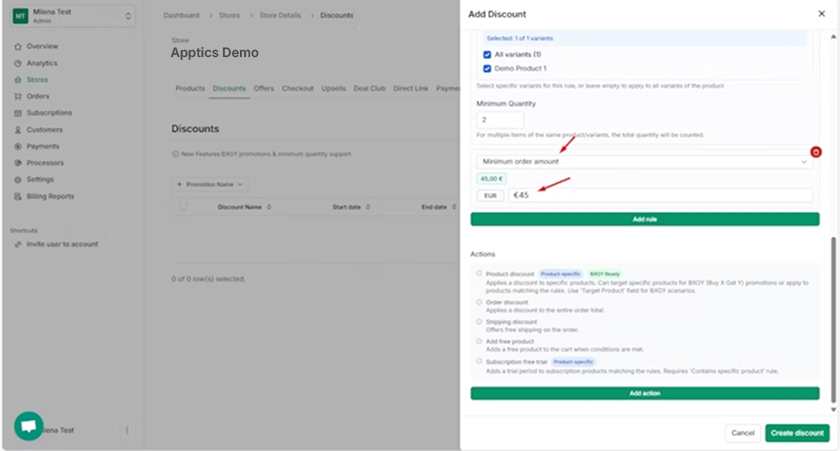 MT
Milena Test
Admin
Overview
Analytics
Stores
Orders
Subscriptions
Customers
Payments
Processors
Settings
Billing Reports
Shortcuts
Invite user to account
lena Test
Dashboard > Stores > Store Details > Discounts
Store
Apptics Demo
Products Discounts Offers Checkout Upsells Deal Club Direct Link Payment
Discounts
New Features BXGY promotions & minimum quantity support
+ Promotion Name
Discount Name Start date End date
0 of 0 row(s) selected.
Add Discount
Selected: 1 of 1 variants
All variants (1)
Demo Product 1
Select specific variants for this rule, or leave empty to apply to all variants of the product
Minimum Quantity
2
For multiple items of the same product/variants, the total quantity will be counted.
Minimum order amount
45,00 €
EUR €45
Add rule
Actions
Product discount Product specific BXGY Ready
Applies a discount to specific products. Can target specific products for BXGY (Buy X Get Y) promotions or apply to
products matching the rules. Use 'Target Product' field for BXGY scenarios.
Order discount
Applies a discount to the entire order total.
Shipping discount
Offers free shipping on the order.
Add free product
Adds a free product to the cart when conditions are met.
Subscription free trial Product specific
Adds a trial period to subscription products matching the rules. Requires 'Contains specific product' rule.
Add action
Cancel Create discount